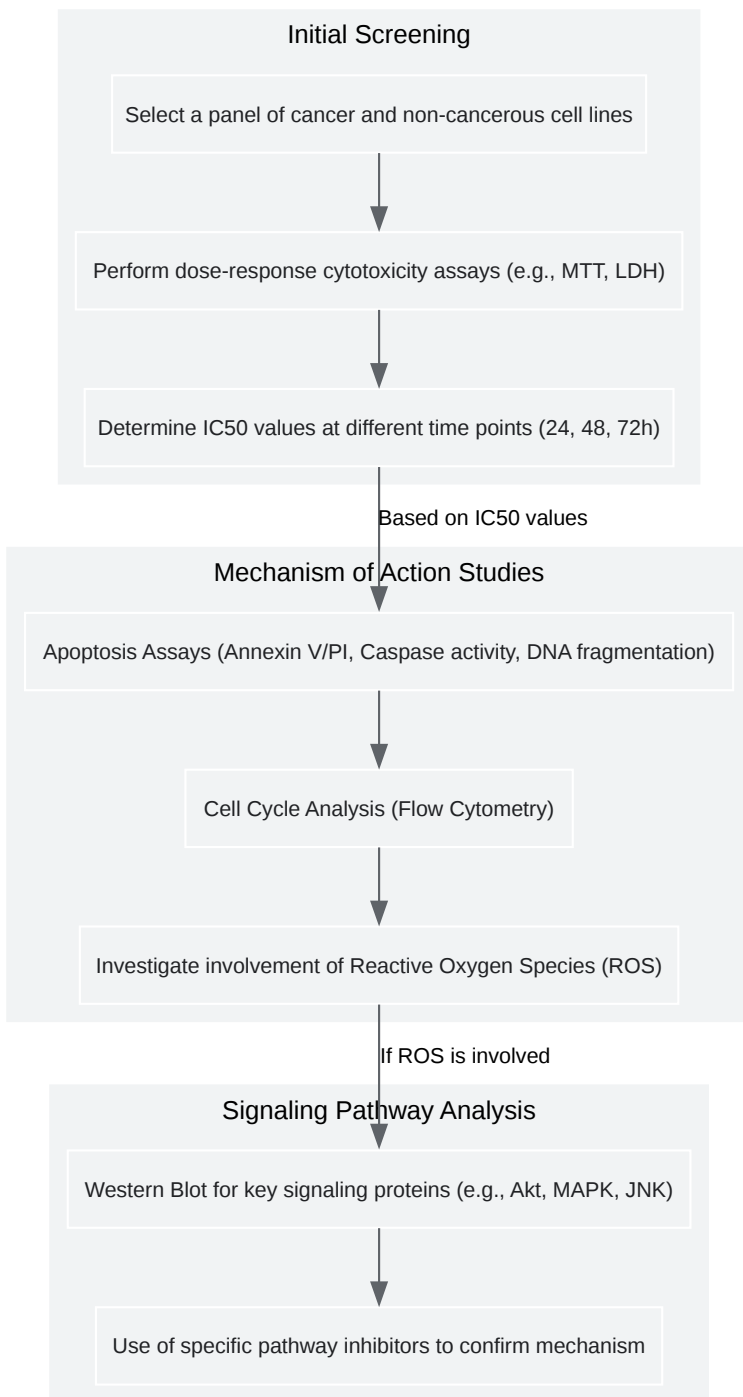 Initial Screening
Select a panel of cancer and non-cancerous cell lines
Perform dose-response cytotoxicity assays (e.g., MTT, LDH)
Determine IC50 values at different time points (24, 48, 72h)
Based on IC50 values
Mechanism of Action Studies
Apoptosis Assays (Annexin V/PI, Caspase activity, DNA fragmentation)
Cell Cycle Analysis (Flow Cytometry)
Investigate involvement of Reactive Oxygen Species (ROS)
If ROS is involved
Signaling Pathway Analysis
Western Blot for key signaling proteins (e.g., Akt, MAPK, JNK)
Use of specific pathway inhibitors to confirm mechanism